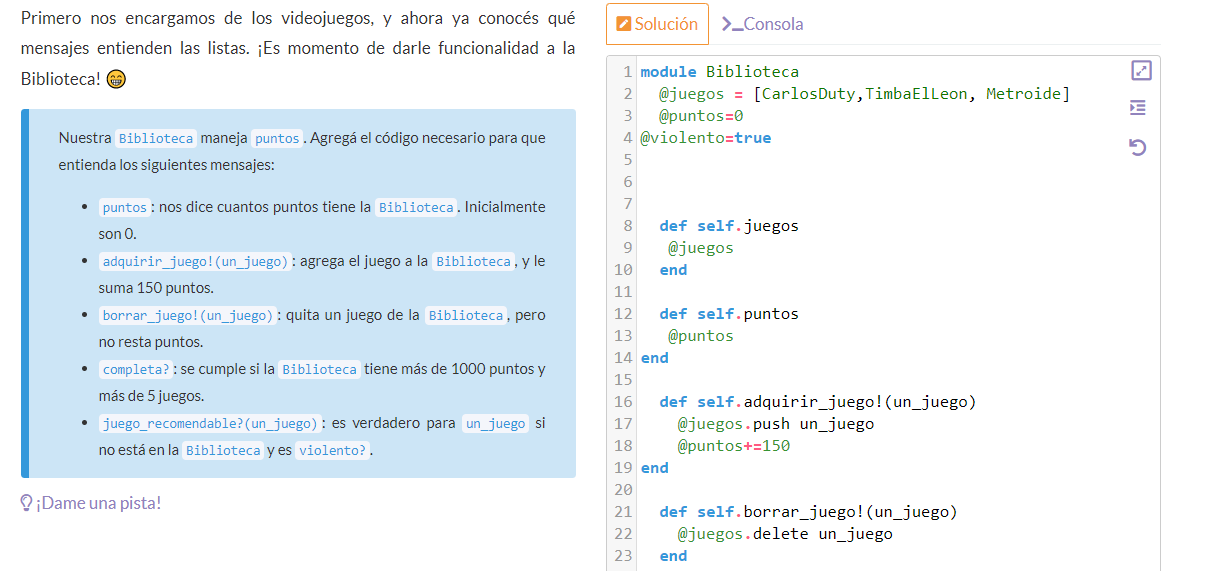 Primero nos encargamos de los videojuegos, y ahora ya conocés qué
mensajes entienden las listas. ¡Es momento de darle funcionalidad a la
Biblioteca! 😁
Nuestra Biblioteca maneja puntos. Agregá el código necesario para que
entienda los siguientes mensajes:
• puntos: nos dice cuantos puntos tiene la Biblioteca. Inicialmente
son 0.
• adquirir_juego!(un_juego): agrega el juego a la Biblioteca, y le
suma 150 puntos.
• borrar_juego!(un_juego): quita un juego de la Biblioteca, pero
no resta puntos.
• completa?: se cumple si la Biblioteca tiene más de 1000 puntos y
más de 5 juegos.
• juego_recomendable?(un_juego): es verdadero para un_juego si
no está en la Biblioteca y es violento?.
¡Dame una pista!
Solución
Consola
1 module Biblioteca
2   @juegos = [CarlosDuty,TimbaElLeon, Metroide]
3   @puntos=0
4 @violento=true
5
6
7
8   def self.juegos
9    @juegos
10   end
11
12   def self.puntos
13    @puntos
14 end
15
16   def self.adquirir_juego!(un_juego)
17     @juegos.push un_juego
18     @puntos+=150
19 end
20
21   def self.borrar_juego!(un_juego)
22     @juegos.delete un_juego
23   end